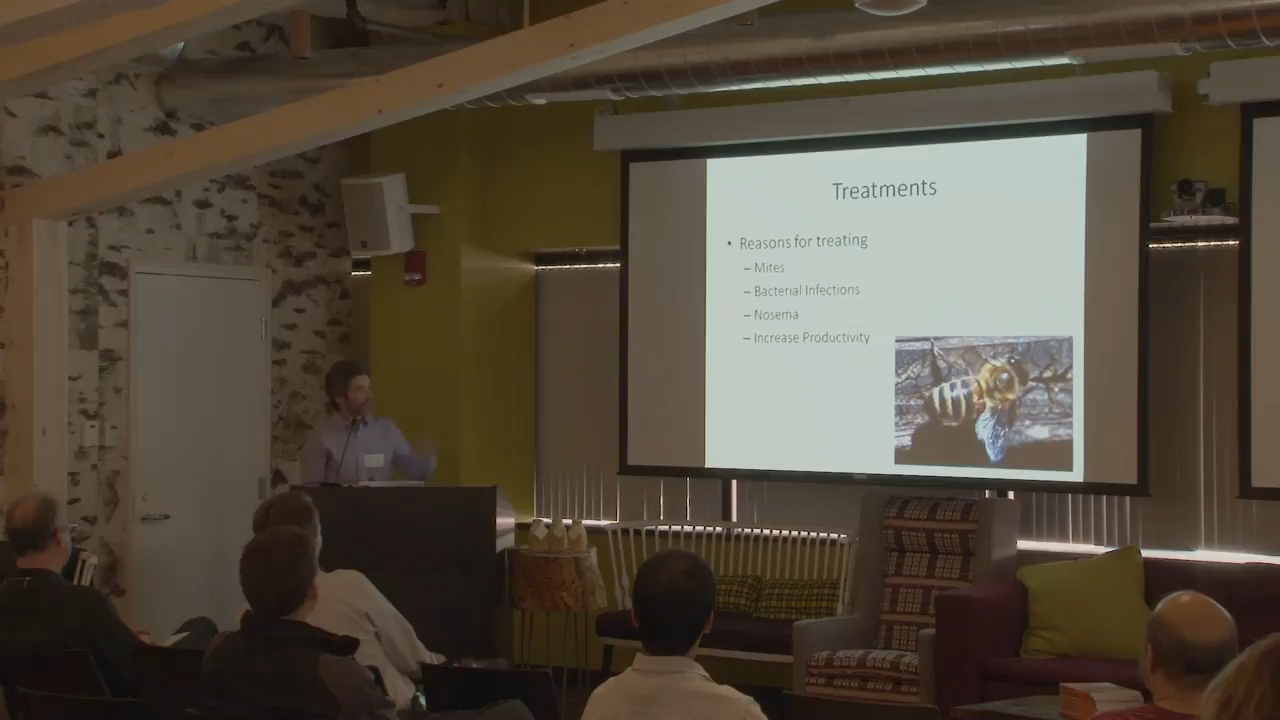 Treatments
• Reasons for treating
– Mites
– Bacterial Infections
– Nosema
– Increase Productivity